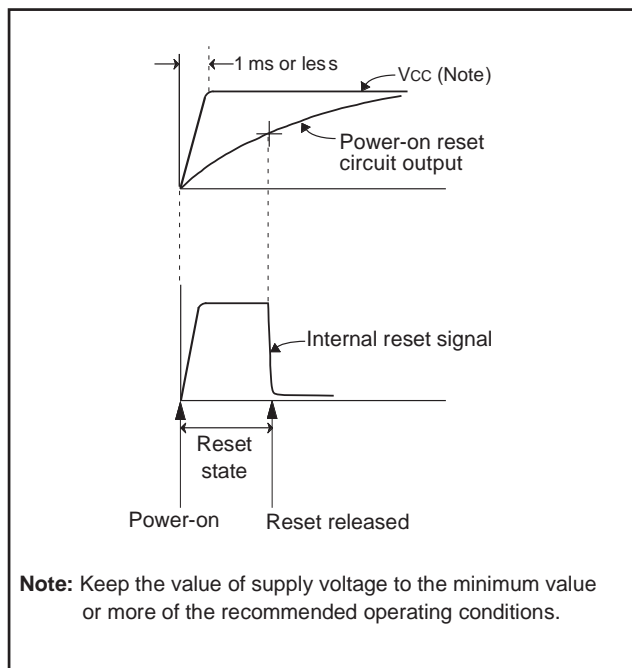 1 ms or less
VCC (Note)
Power-on reset
circuit output
Internal reset signal
Reset
state
Power-on
Reset released
Note: Keep the value of supply voltage to the minimum value
or more of the recommended operating conditions.